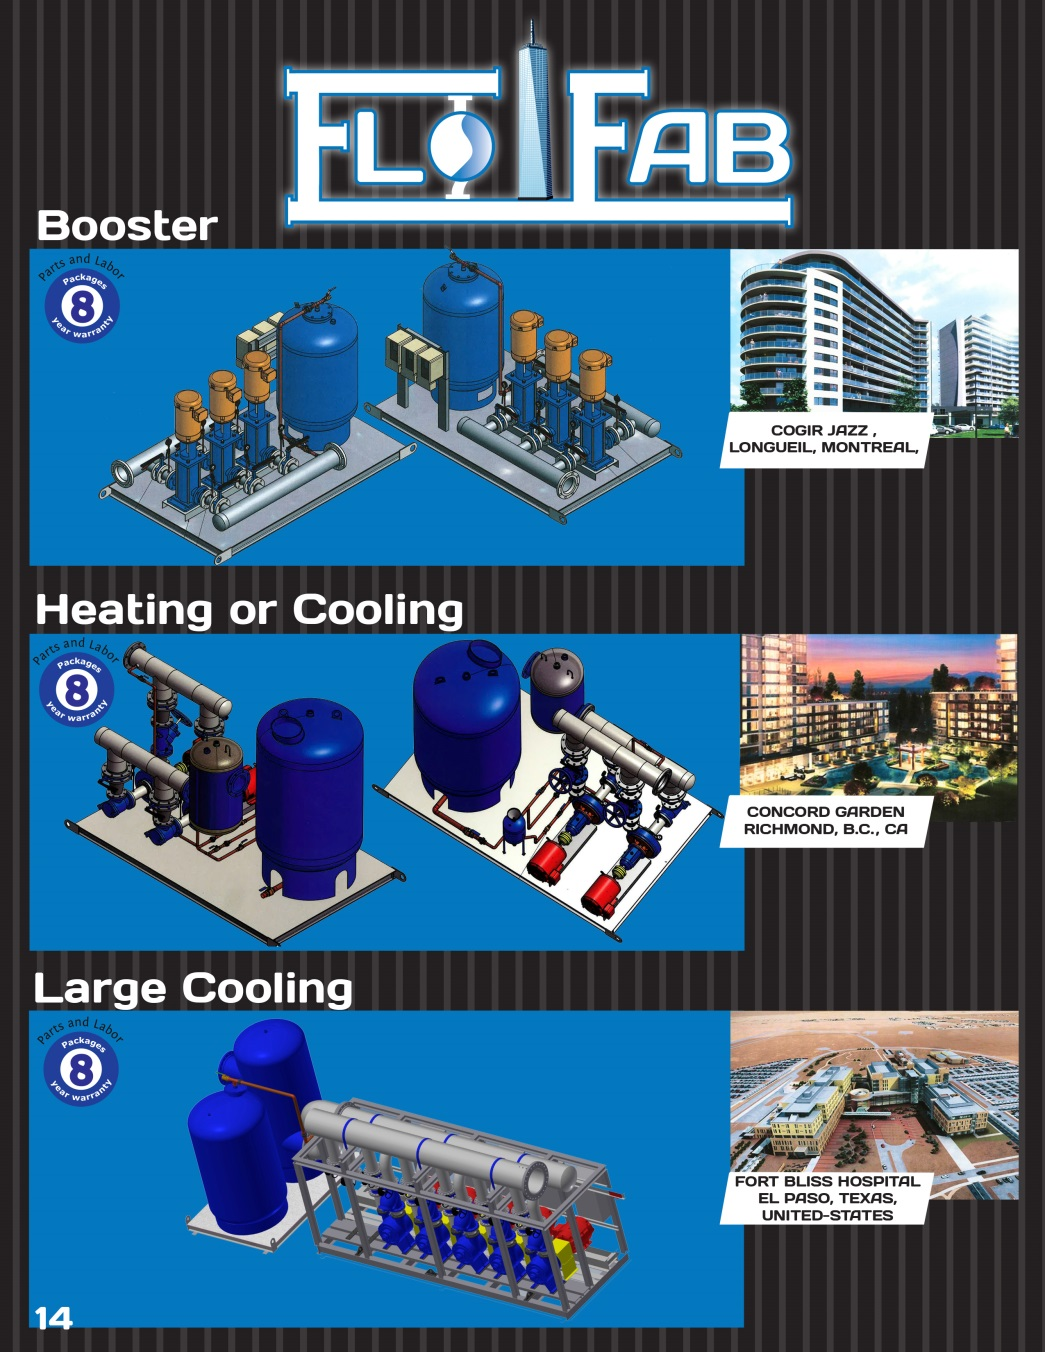 FLO FAB
Booster
Parts and Labor
Packages
8
year warranty
COGIR JAZZ ,
LONGUEIL, MONTREAL,
Heating or Cooling
Parts and Labor
Packages
8
year warranty
CONCORD GARDEN
RICHMOND, B.C., CA
Large Cooling
Parts and Labor
Packages
8
year warranty
FORT BLISS HOSPITAL
EL PASO, TEXAS,
UNITED-STATES
14